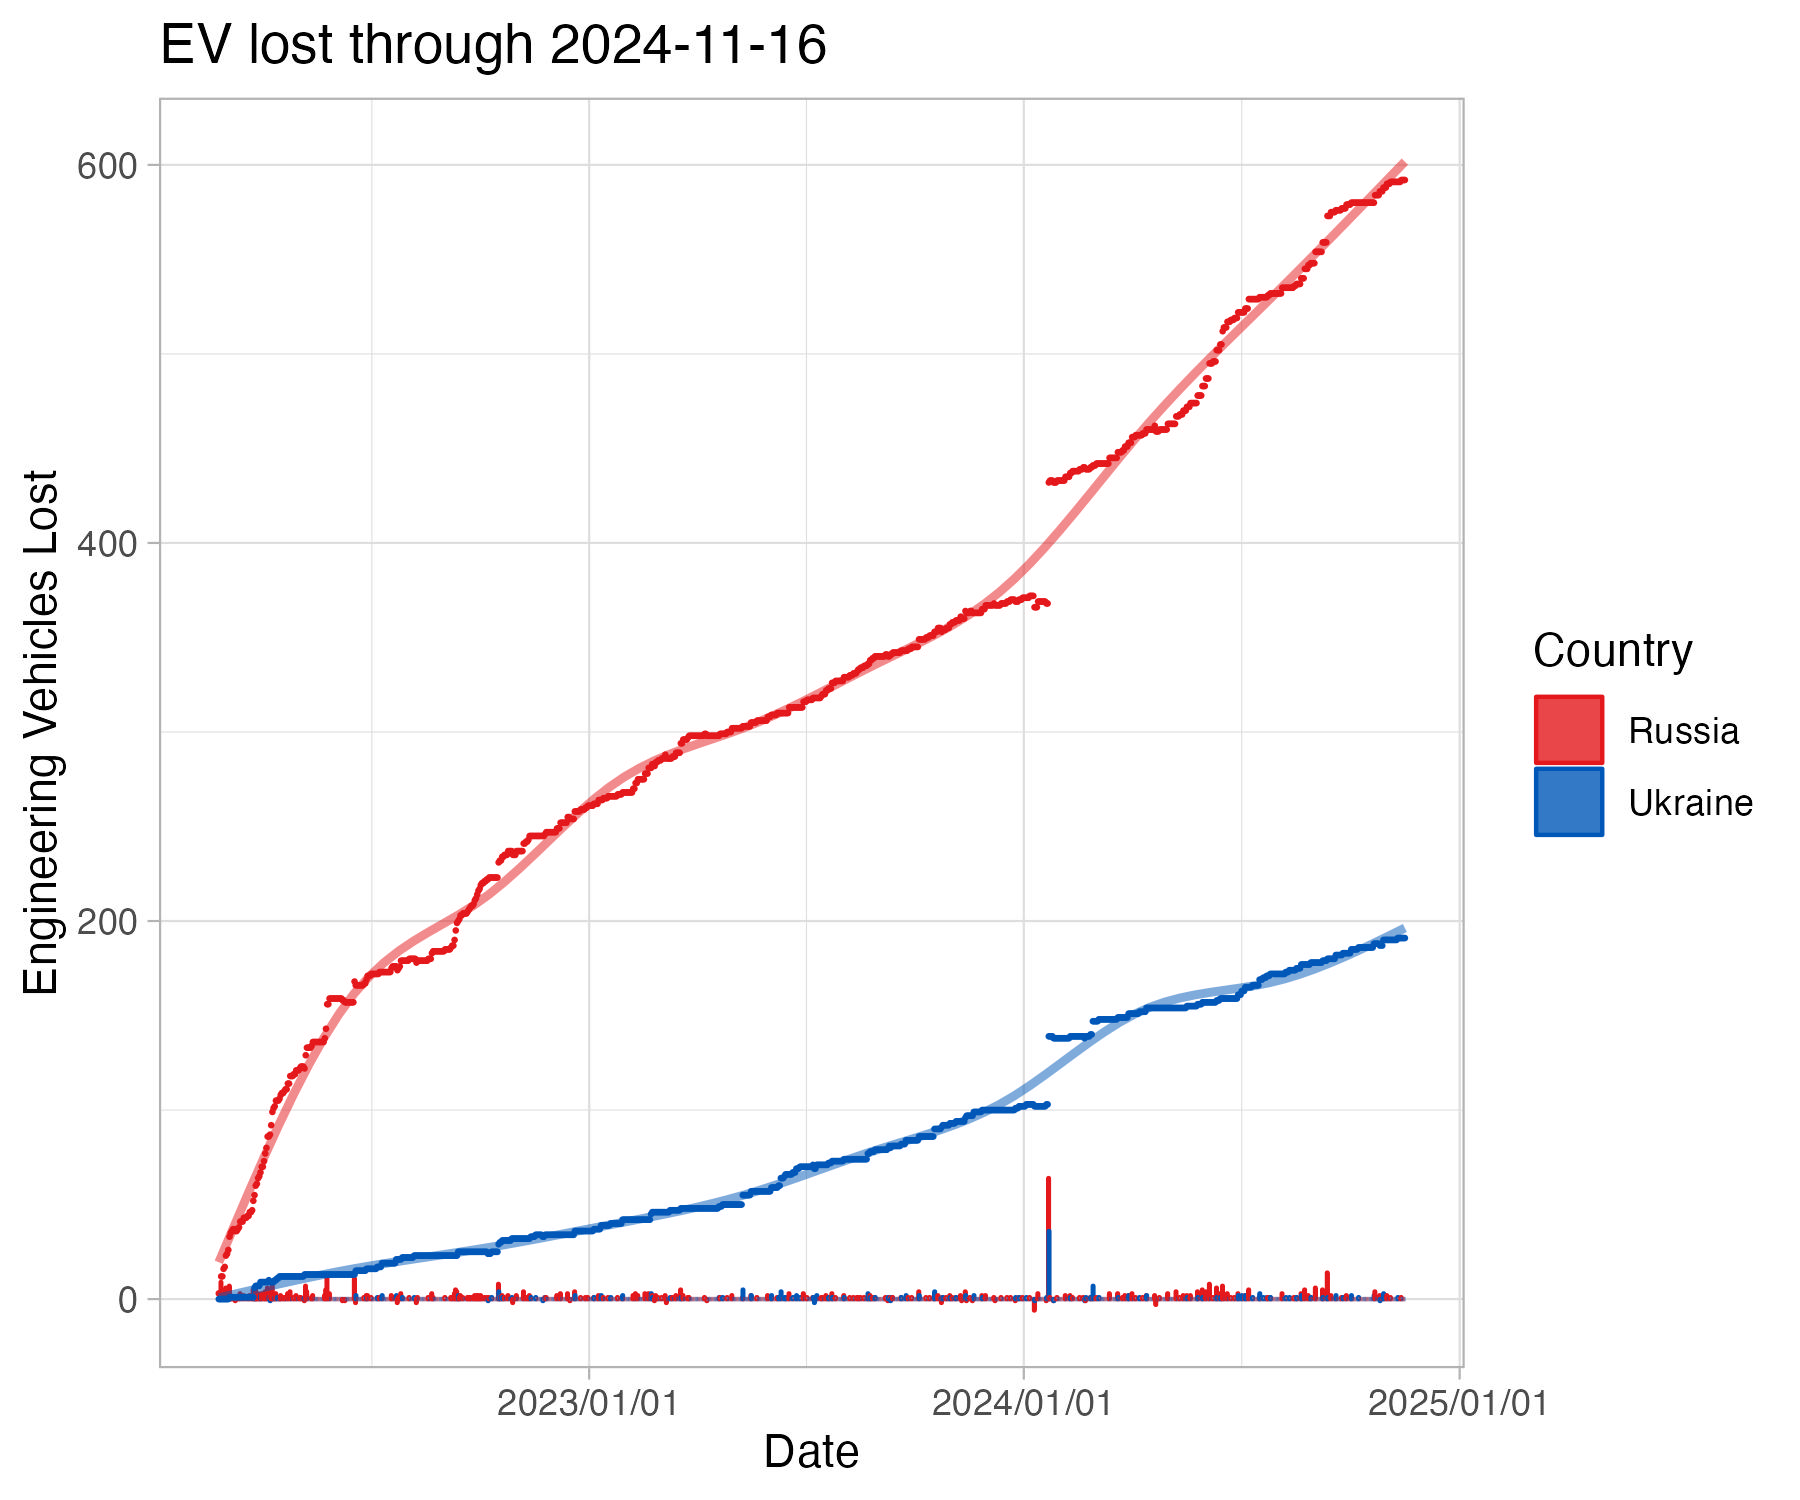 EV lost through 2024-11-16
Engineering Vehicles Lost
600
400
200
0
2023/01/01
2024/01/01
2025/01/01
Date
Country
Russia
Ukraine